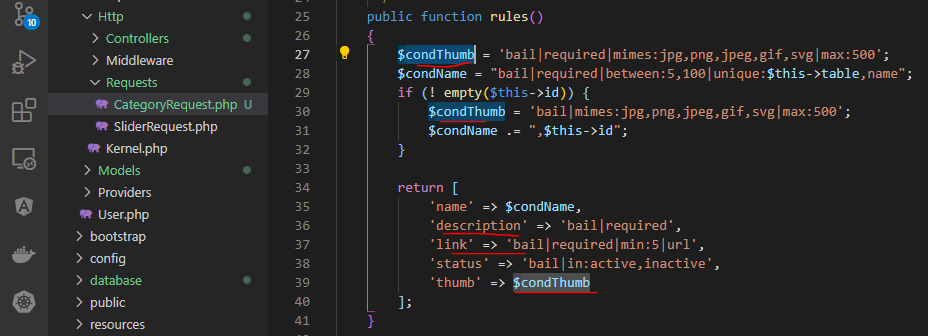 Http
Controllers
Middleware
Requests
CategoryRequest.php U
SliderRequest.php
Kernel.php
Models
Providers
User.php
bootstrap
config
database
public
resources
10
25 public function rules()
26 {
27 $condThumb = 'bail|required|mimes:jpg,png,jpeg,gif,svg|max:500';
28 $condName = "bail|required|between:5,100|unique:$this->table,name";
29 if (! empty($this->id)) {
30 $condThumb = 'bail|mimes:jpg,png,jpeg,gif,svg|max:500';
31 $condName .= ",$this->id";
32 }
33
34 return [
35 'name' => $condName,
36 'description' => 'bail|required',
37 'link' => 'bail|required|min:5|url',
38 'status' => 'bail|in:active,inactive',
39 'thumb' => $condThumb
40 ];
41 }